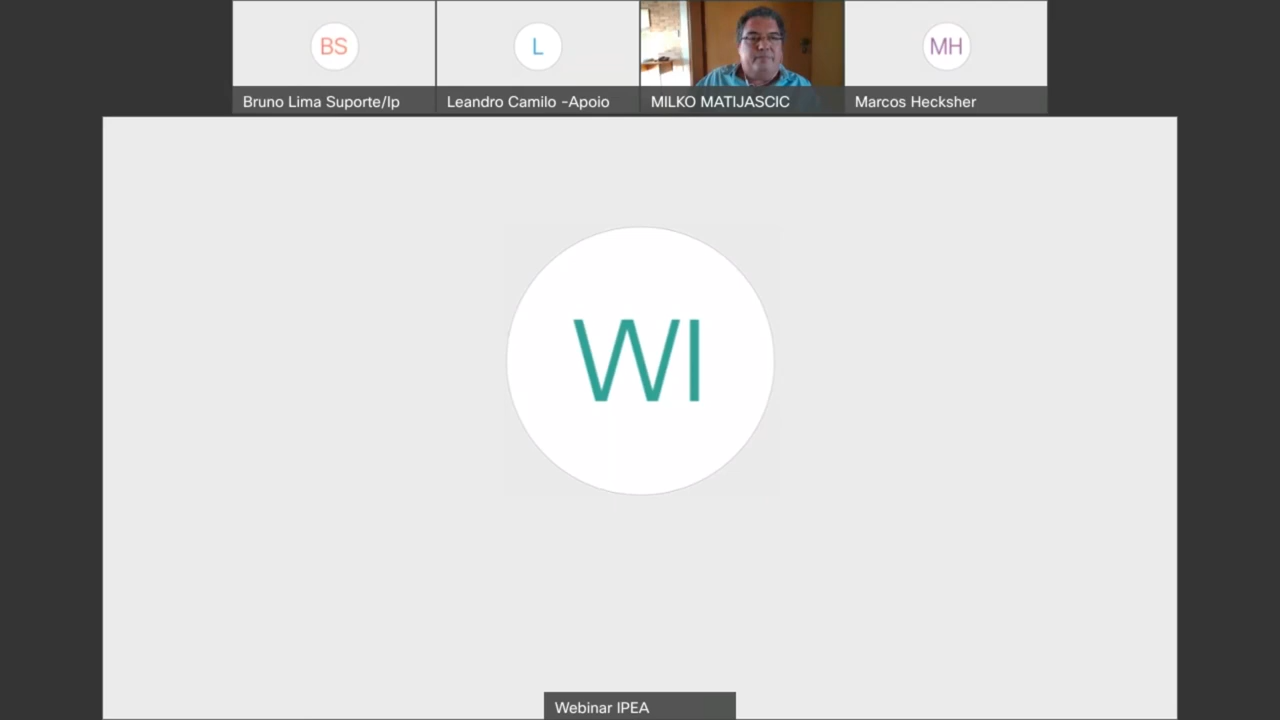 BS
L
MH
Bruno Lima Suporte/Ip
Leandro Camilo -Apoio
MILKO MATIJASCIC
Marcos Hecksher
WI
Webinar IPEA